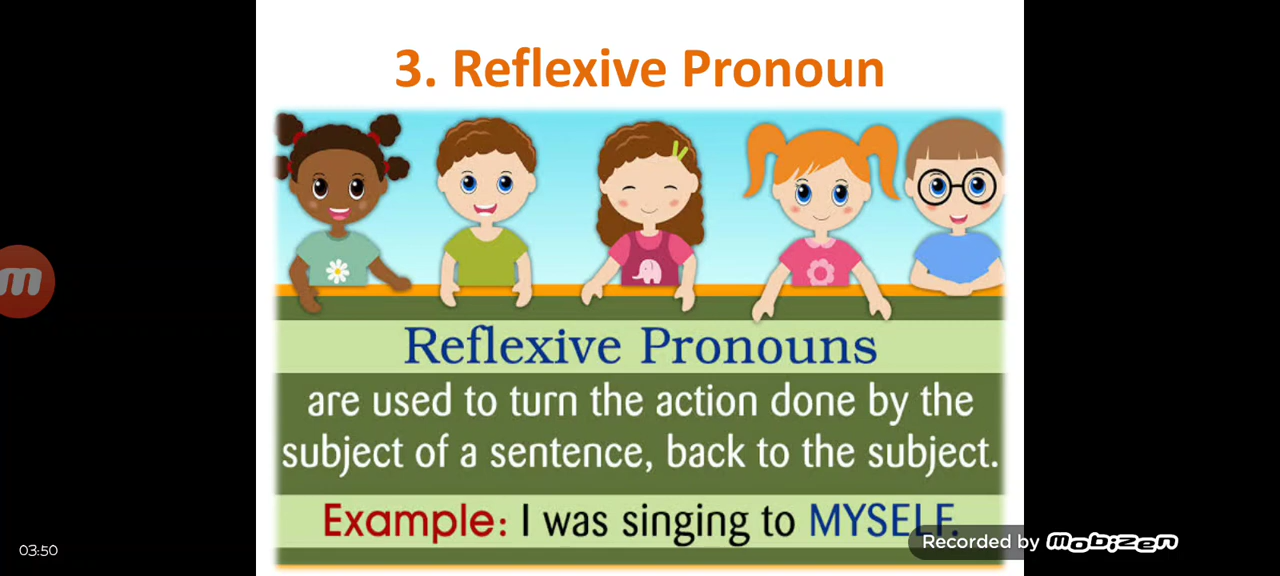 3. Reflexive Pronoun
Reflexive Pronouns
are used to turn the action done by the
subject of a sentence, back to the subject.
Example: I was singing to MYSELF.
03:50
Recorded by mobizen